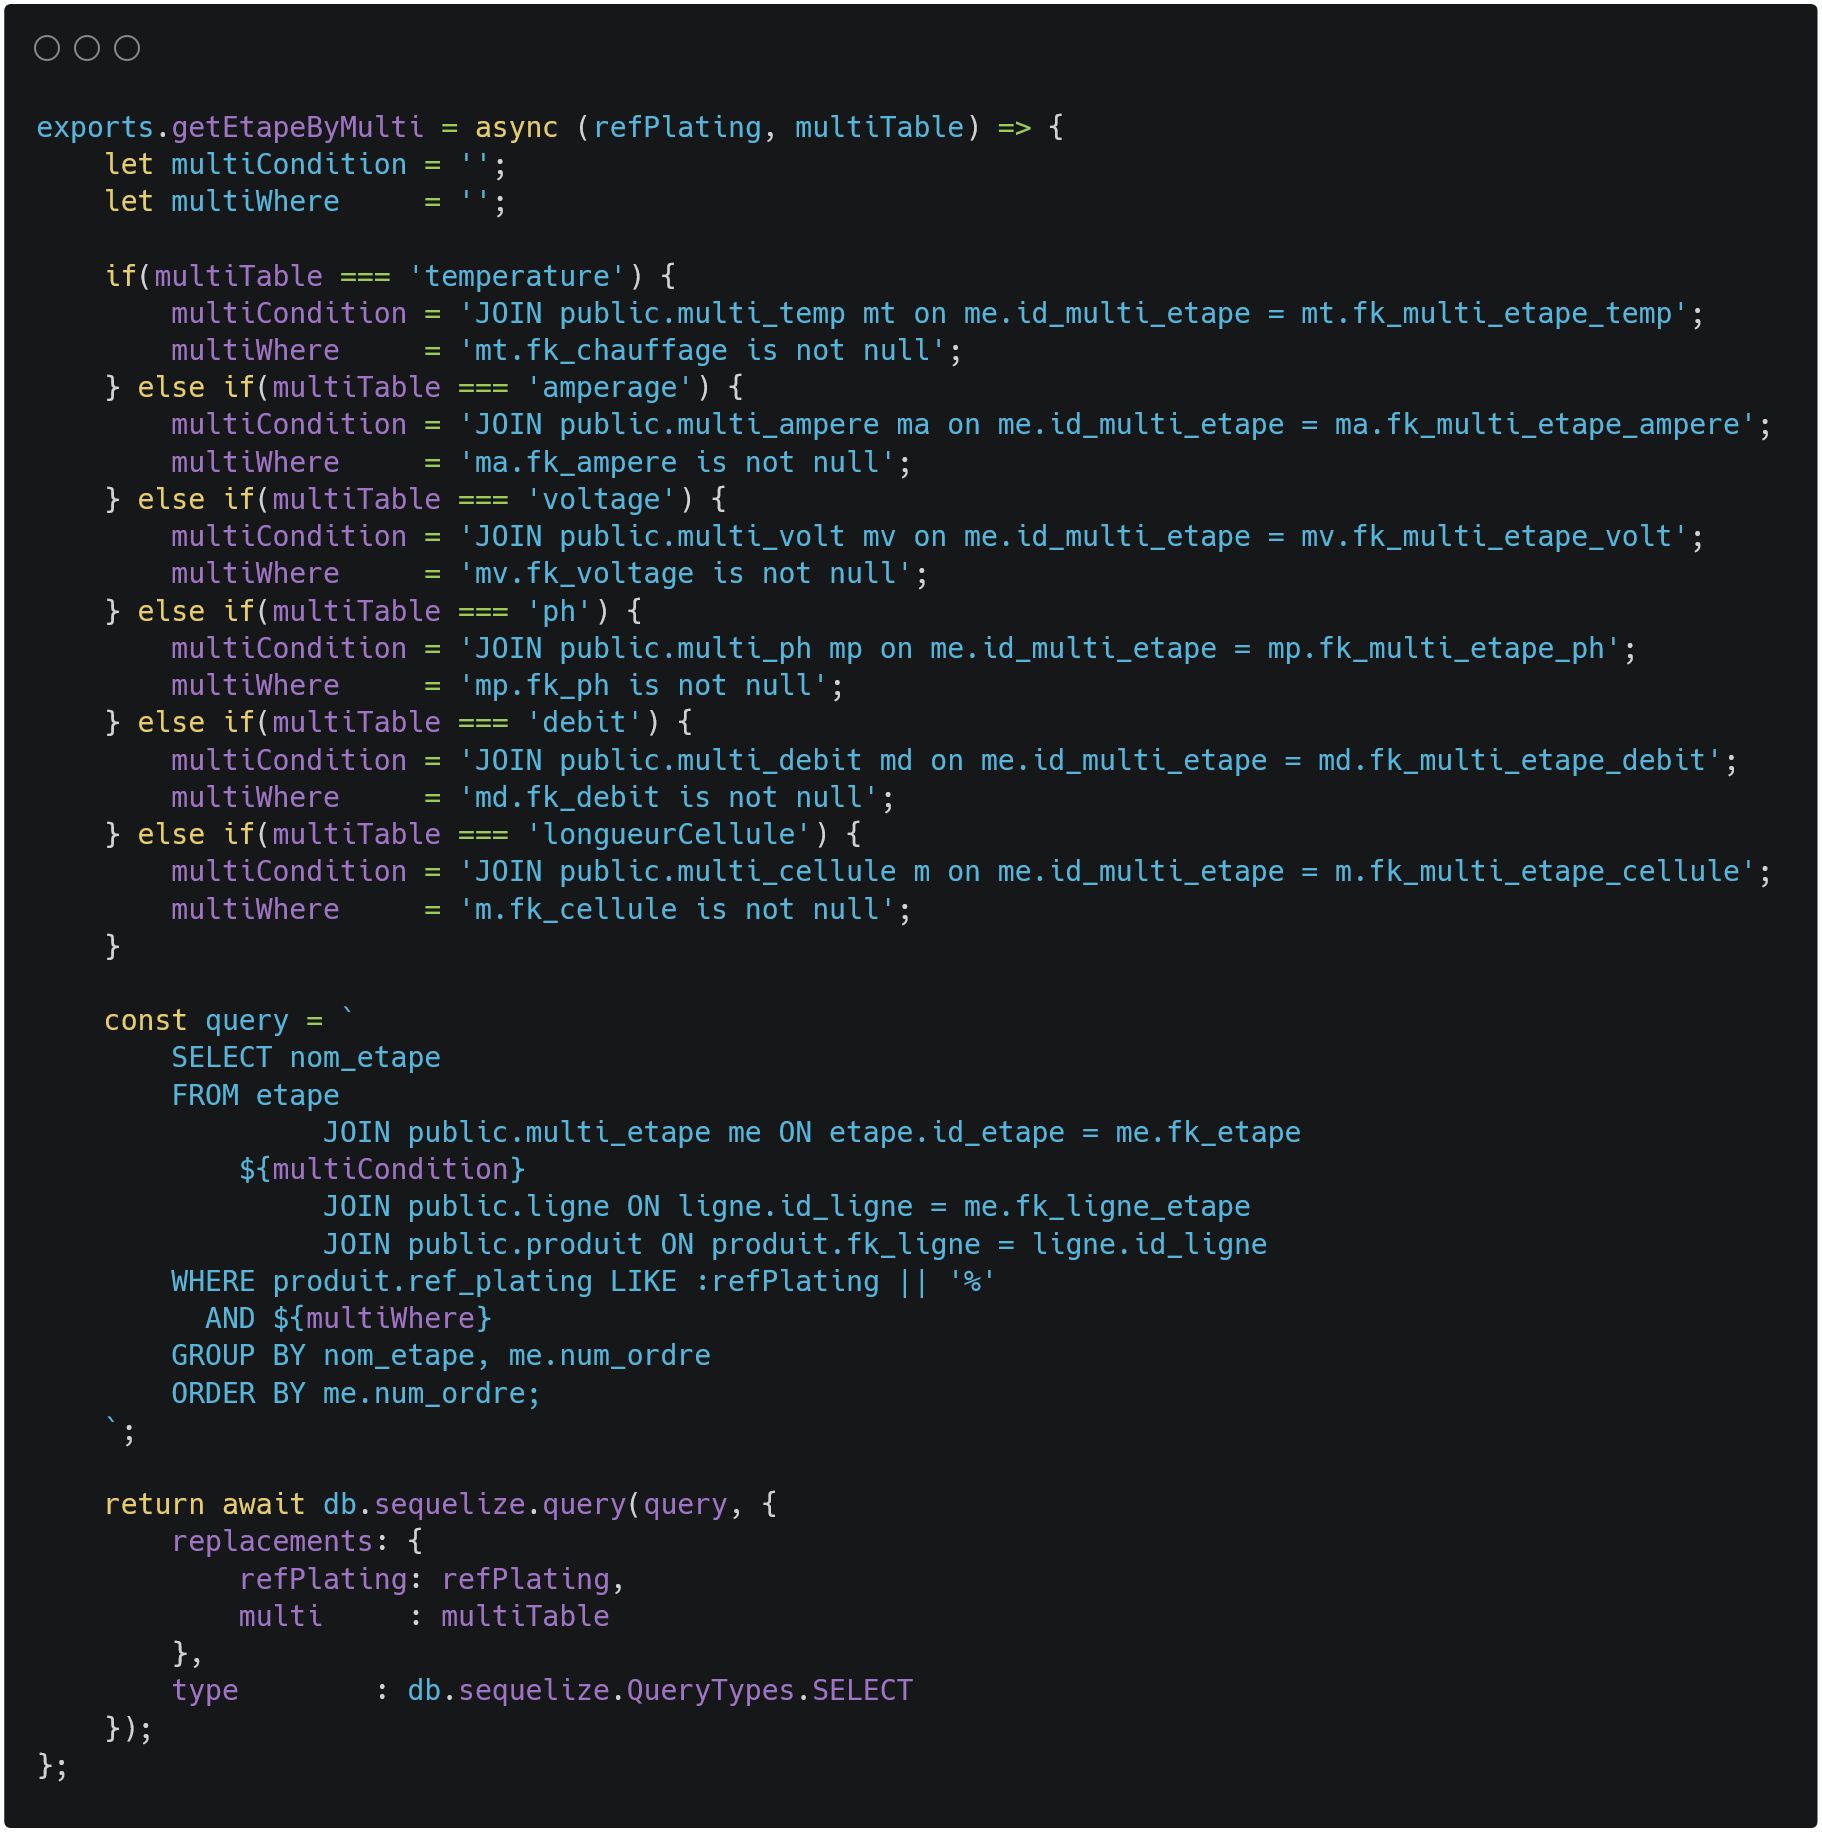 exports.getEtapeByMulti = async (refPlating, multiTable) => {
    let multiCondition = '';
    let multiWhere     = '';

    if(multiTable === 'temperature') {
        multiCondition = 'JOIN public.multi_temp mt on me.id_multi_etape = mt.fk_multi_etape_temp';
        multiWhere     = 'mt.fk_chauffage is not null';
    } else if(multiTable === 'amperage') {
        multiCondition = 'JOIN public.multi_ampere ma on me.id_multi_etape = ma.fk_multi_etape_ampere';
        multiWhere     = 'ma.fk_ampere is not null';
    } else if(multiTable === 'voltage') {
        multiCondition = 'JOIN public.multi_volt mv on me.id_multi_etape = mv.fk_multi_etape_volt';
        multiWhere     = 'mv.fk_voltage is not null';
    } else if(multiTable === 'ph') {
        multiCondition = 'JOIN public.multi_ph mp on me.id_multi_etape = mp.fk_multi_etape_ph';
        multiWhere     = 'mp.fk_ph is not null';
    } else if(multiTable === 'debit') {
        multiCondition = 'JOIN public.multi_debit md on me.id_multi_etape = md.fk_multi_etape_debit';
        multiWhere     = 'md.fk_debit is not null';
    } else if(multiTable === 'longueurCellule') {
        multiCondition = 'JOIN public.multi_cellule m on me.id_multi_etape = m.fk_multi_etape_cellule';
        multiWhere     = 'm.fk_cellule is not null';
    }

    const query = `
        SELECT nom_etape
        FROM etape
                 JOIN public.multi_etape me ON etape.id_etape = me.fk_etape
            ${multiCondition}
                 JOIN public.ligne ON ligne.id_ligne = me.fk_ligne_etape
                 JOIN public.produit ON produit.fk_ligne = ligne.id_ligne
        WHERE produit.ref_plating LIKE :refPlating || '%'
          AND ${multiWhere}
        GROUP BY nom_etape, me.num_ordre
        ORDER BY me.num_ordre;
    `;

    return await db.sequelize.query(query, {
        replacements: {
            refPlating: refPlating,
            multi     : multiTable
        },
        type        : db.sequelize.QueryTypes.SELECT
    });
};